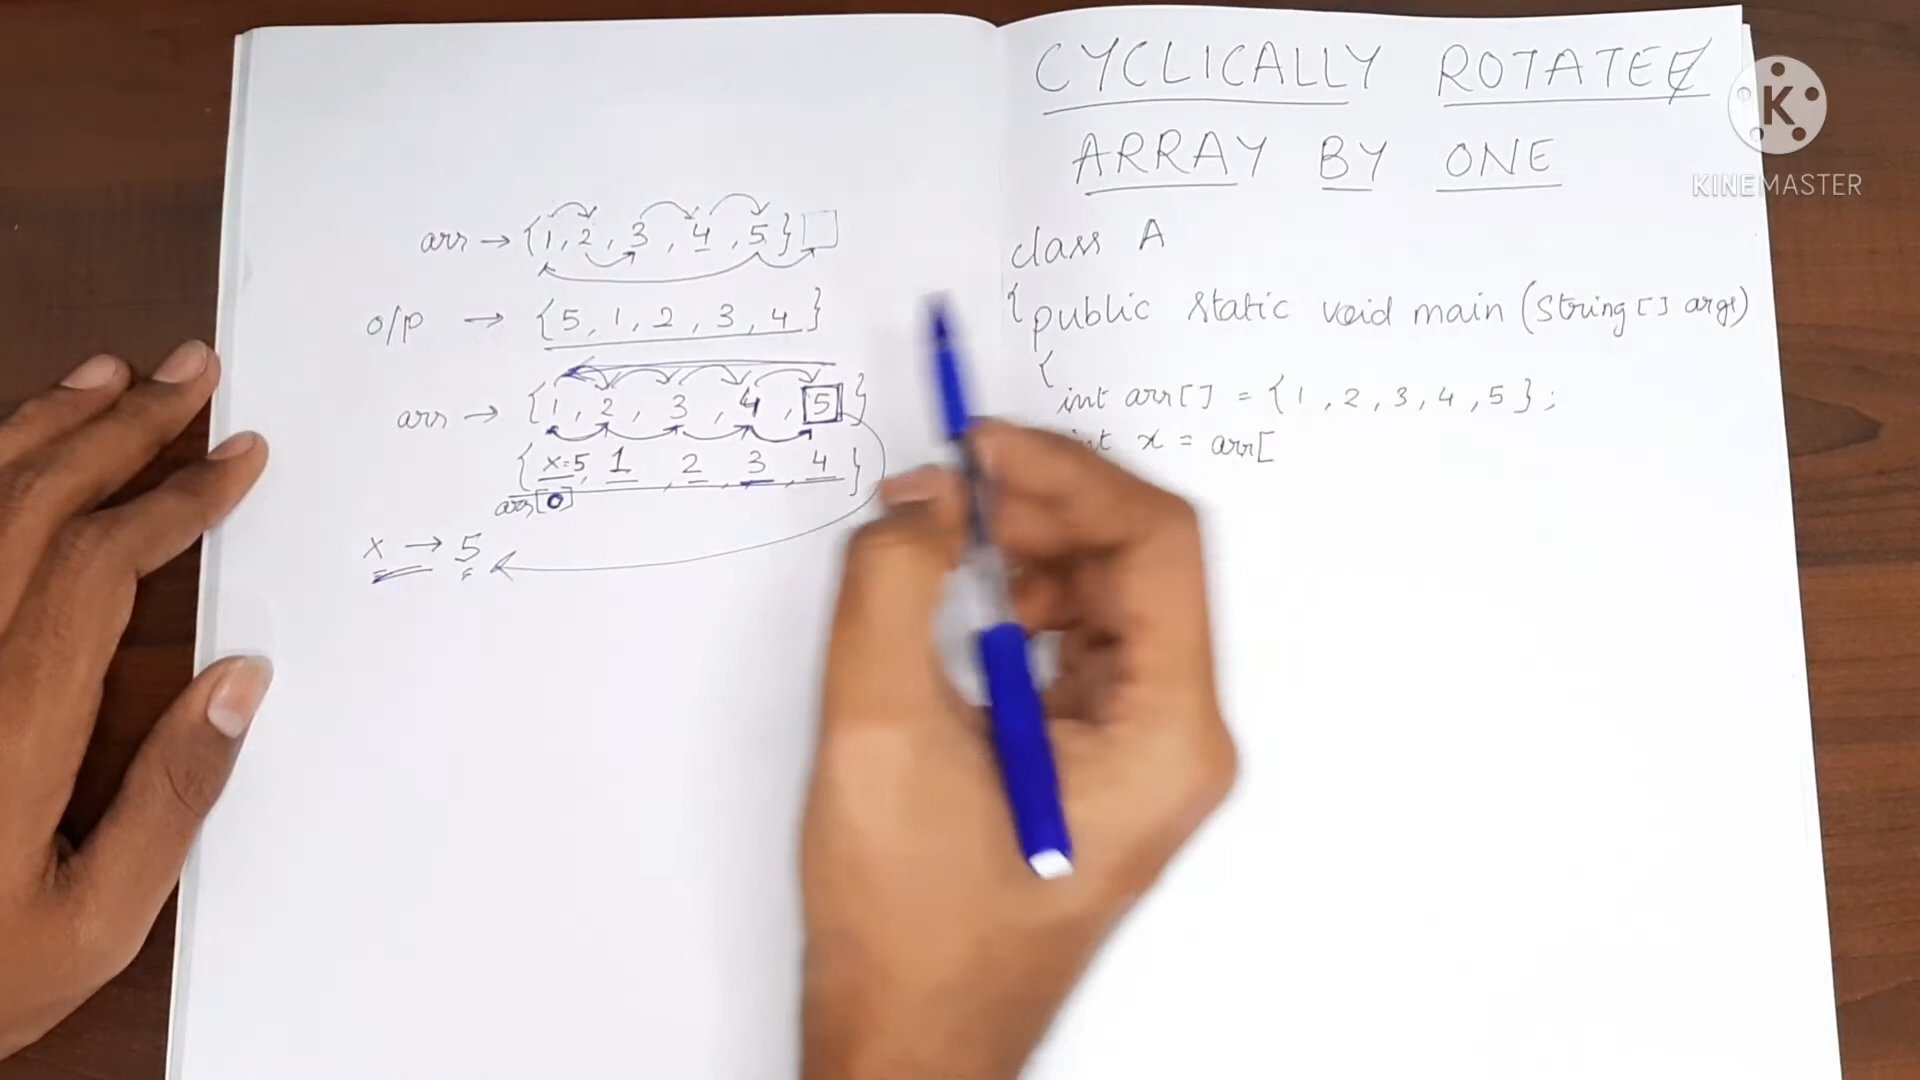 CYCLICALLY ROTATE
ARRAY BY ONE
arr → {1, 2, 3, 4, 5}
o/p → {5, 1, 2, 3, 4}
arr → {1, 2, 3, 4, 5}
{x=5, 1, 2, 3, 4}
arr[0]
x → 5
class A
{ public static void main (String [] args)
{
int arr[] = {1, 2, 3, 4, 5};
int x = arr[
K
KINEMASTER